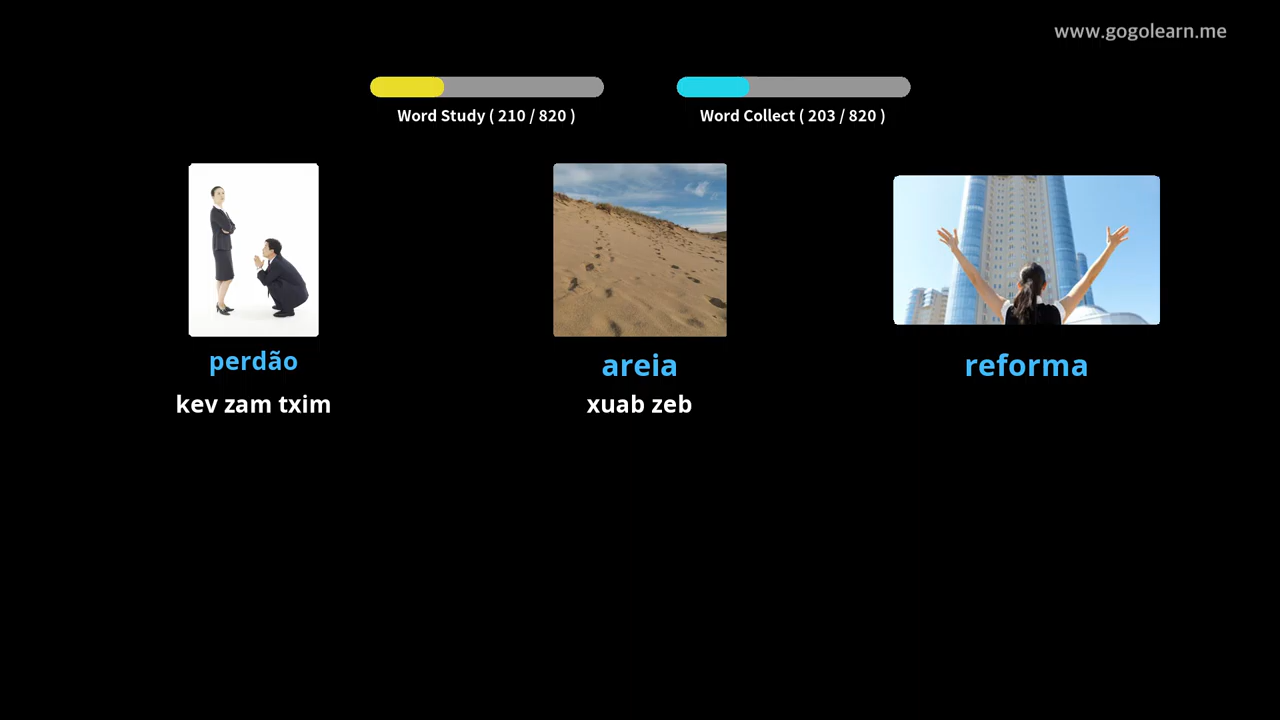 www.gogolearn.me
Word Study ( 210 / 820 )
Word Collect ( 203 / 820 )
perdão
areia
reforma
kev zam txim
xuab zeb